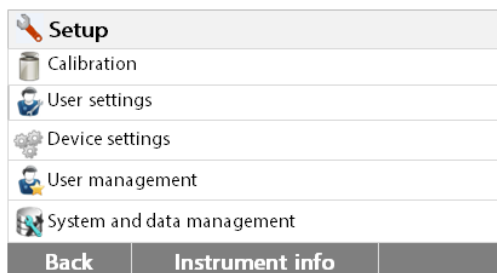 Setup
Calibration
User settings
Device settings
User management
System and data management
Back Instrument info